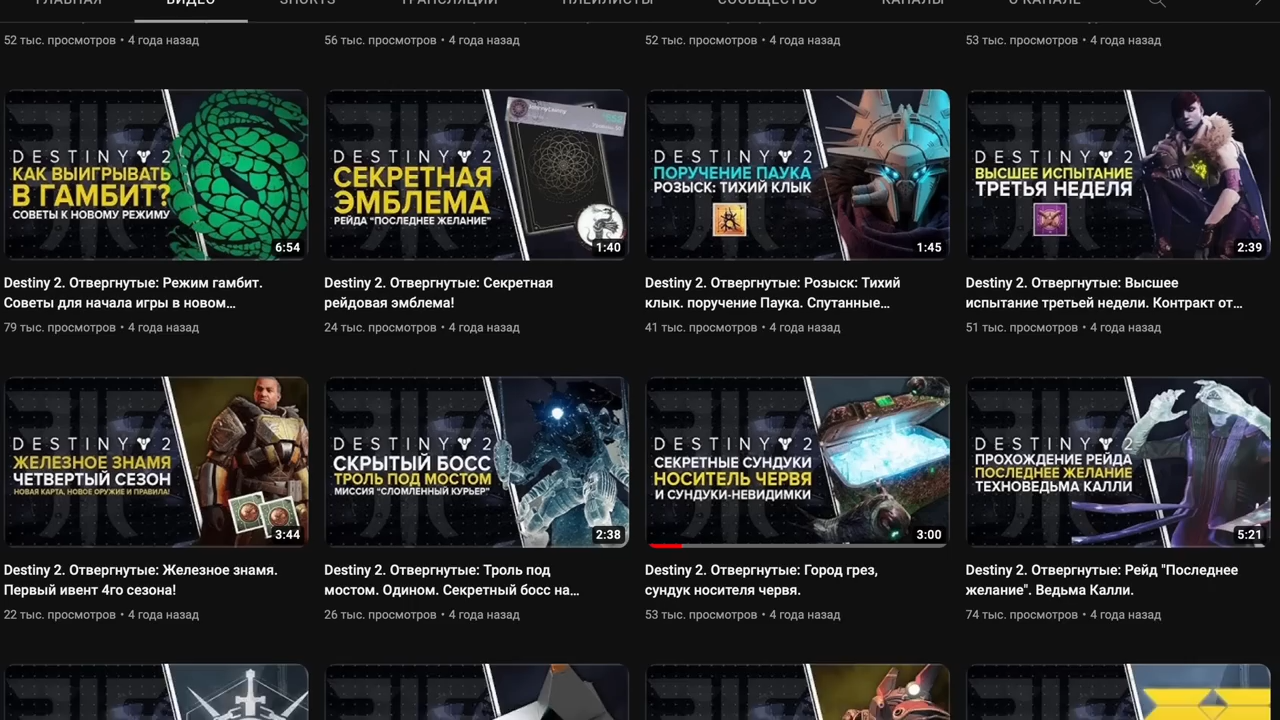 ГЛАВНАЯ ВИДЕО SHORTS ТРАНСЛЯЦИИ ПЛЕЙЛИСТЫ СООБЩЕСТВО КАНАЛЫ О КАНАЛЕ
52 тыс. просмотров • 4 года назад
56 тыс. просмотров • 4 года назад
52 тыс. просмотров • 4 года назад
53 тыс. просмотров • 4 года назад
DESTINY 2
КАК ВЫИГРЫВАТЬ
В ГАМБИТ?
СОВЕТЫ К НОВОМУ РЕЖИМУ
6:54
DESTINY 2
СЕКРЕТНАЯ
ЭМБЛЕМА
РЕЙДА "ПОСЛЕДНЕЕ ЖЕЛАНИЕ"
1:40
DESTINY 2
ПОРУЧЕНИЕ ПАУКА
РОЗЫСК: ТИХИЙ КЛЫК
1:45
DESTINY 2
ВЫСШЕЕ ИСПЫТАНИЕ
ТРЕТЬЯ НЕДЕЛЯ
2:39
Destiny 2. Отвергнутые: Режим гамбит.
Советы для начала игры в новом…
79 тыс. просмотров • 4 года назад
Destiny 2. Отвергнутые: Секретная
рейдовая эмблема!
24 тыс. просмотров • 4 года назад
Destiny 2. Отвергнутые: Розыск: Тихий
клык. поручение Паука. Спутанные…
41 тыс. просмотров • 4 года назад
Destiny 2. Отвергнутые: Высшее
испытание третьей недели. Контракт от…
51 тыс. просмотров • 4 года назад
DESTINY 2
ЖЕЛЕЗНОЕ ЗНАМЯ
ЧЕТВЕРТЫЙ СЕЗОН
НОВАЯ КАРТА, НОВОЕ ОРУЖИЕ И ПРАВИЛА!
3:44
DESTINY 2
СКРЫТЫЙ БОСС
ТРОЛЬ ПОД МОСТОМ
МИССИЯ "СЛОМЛЕННЫЙ КУРЬЕР"
2:38
DESTINY 2
СЕКРЕТНЫЕ СУНДУКИ
НОСИТЕЛЬ ЧЕРВЯ
И СУНДУКИ-НЕВИДИМКИ
3:00
DESTINY 2
ПРОХОЖДЕНИЕ РЕЙДА
ПОСЛЕДНЕЕ ЖЕЛАНИЕ
ТЕХНОВЕДЬМА КАЛЛИ
5:21
Destiny 2. Отвергнутые: Железное знамя.
Первый ивент 4го сезона!
22 тыс. просмотров • 4 года назад
Destiny 2. Отвергнутые: Троль под
мостом. Одином. Секретный босс на…
26 тыс. просмотров • 4 года назад
Destiny 2. Отвергнутые: Город грез,
сундук носителя червя.
53 тыс. просмотров • 4 года назад
Destiny 2. Отвергнутые: Рейд "Последнее
желание". Ведьма Калли.
74 тыс. просмотров • 4 года назад